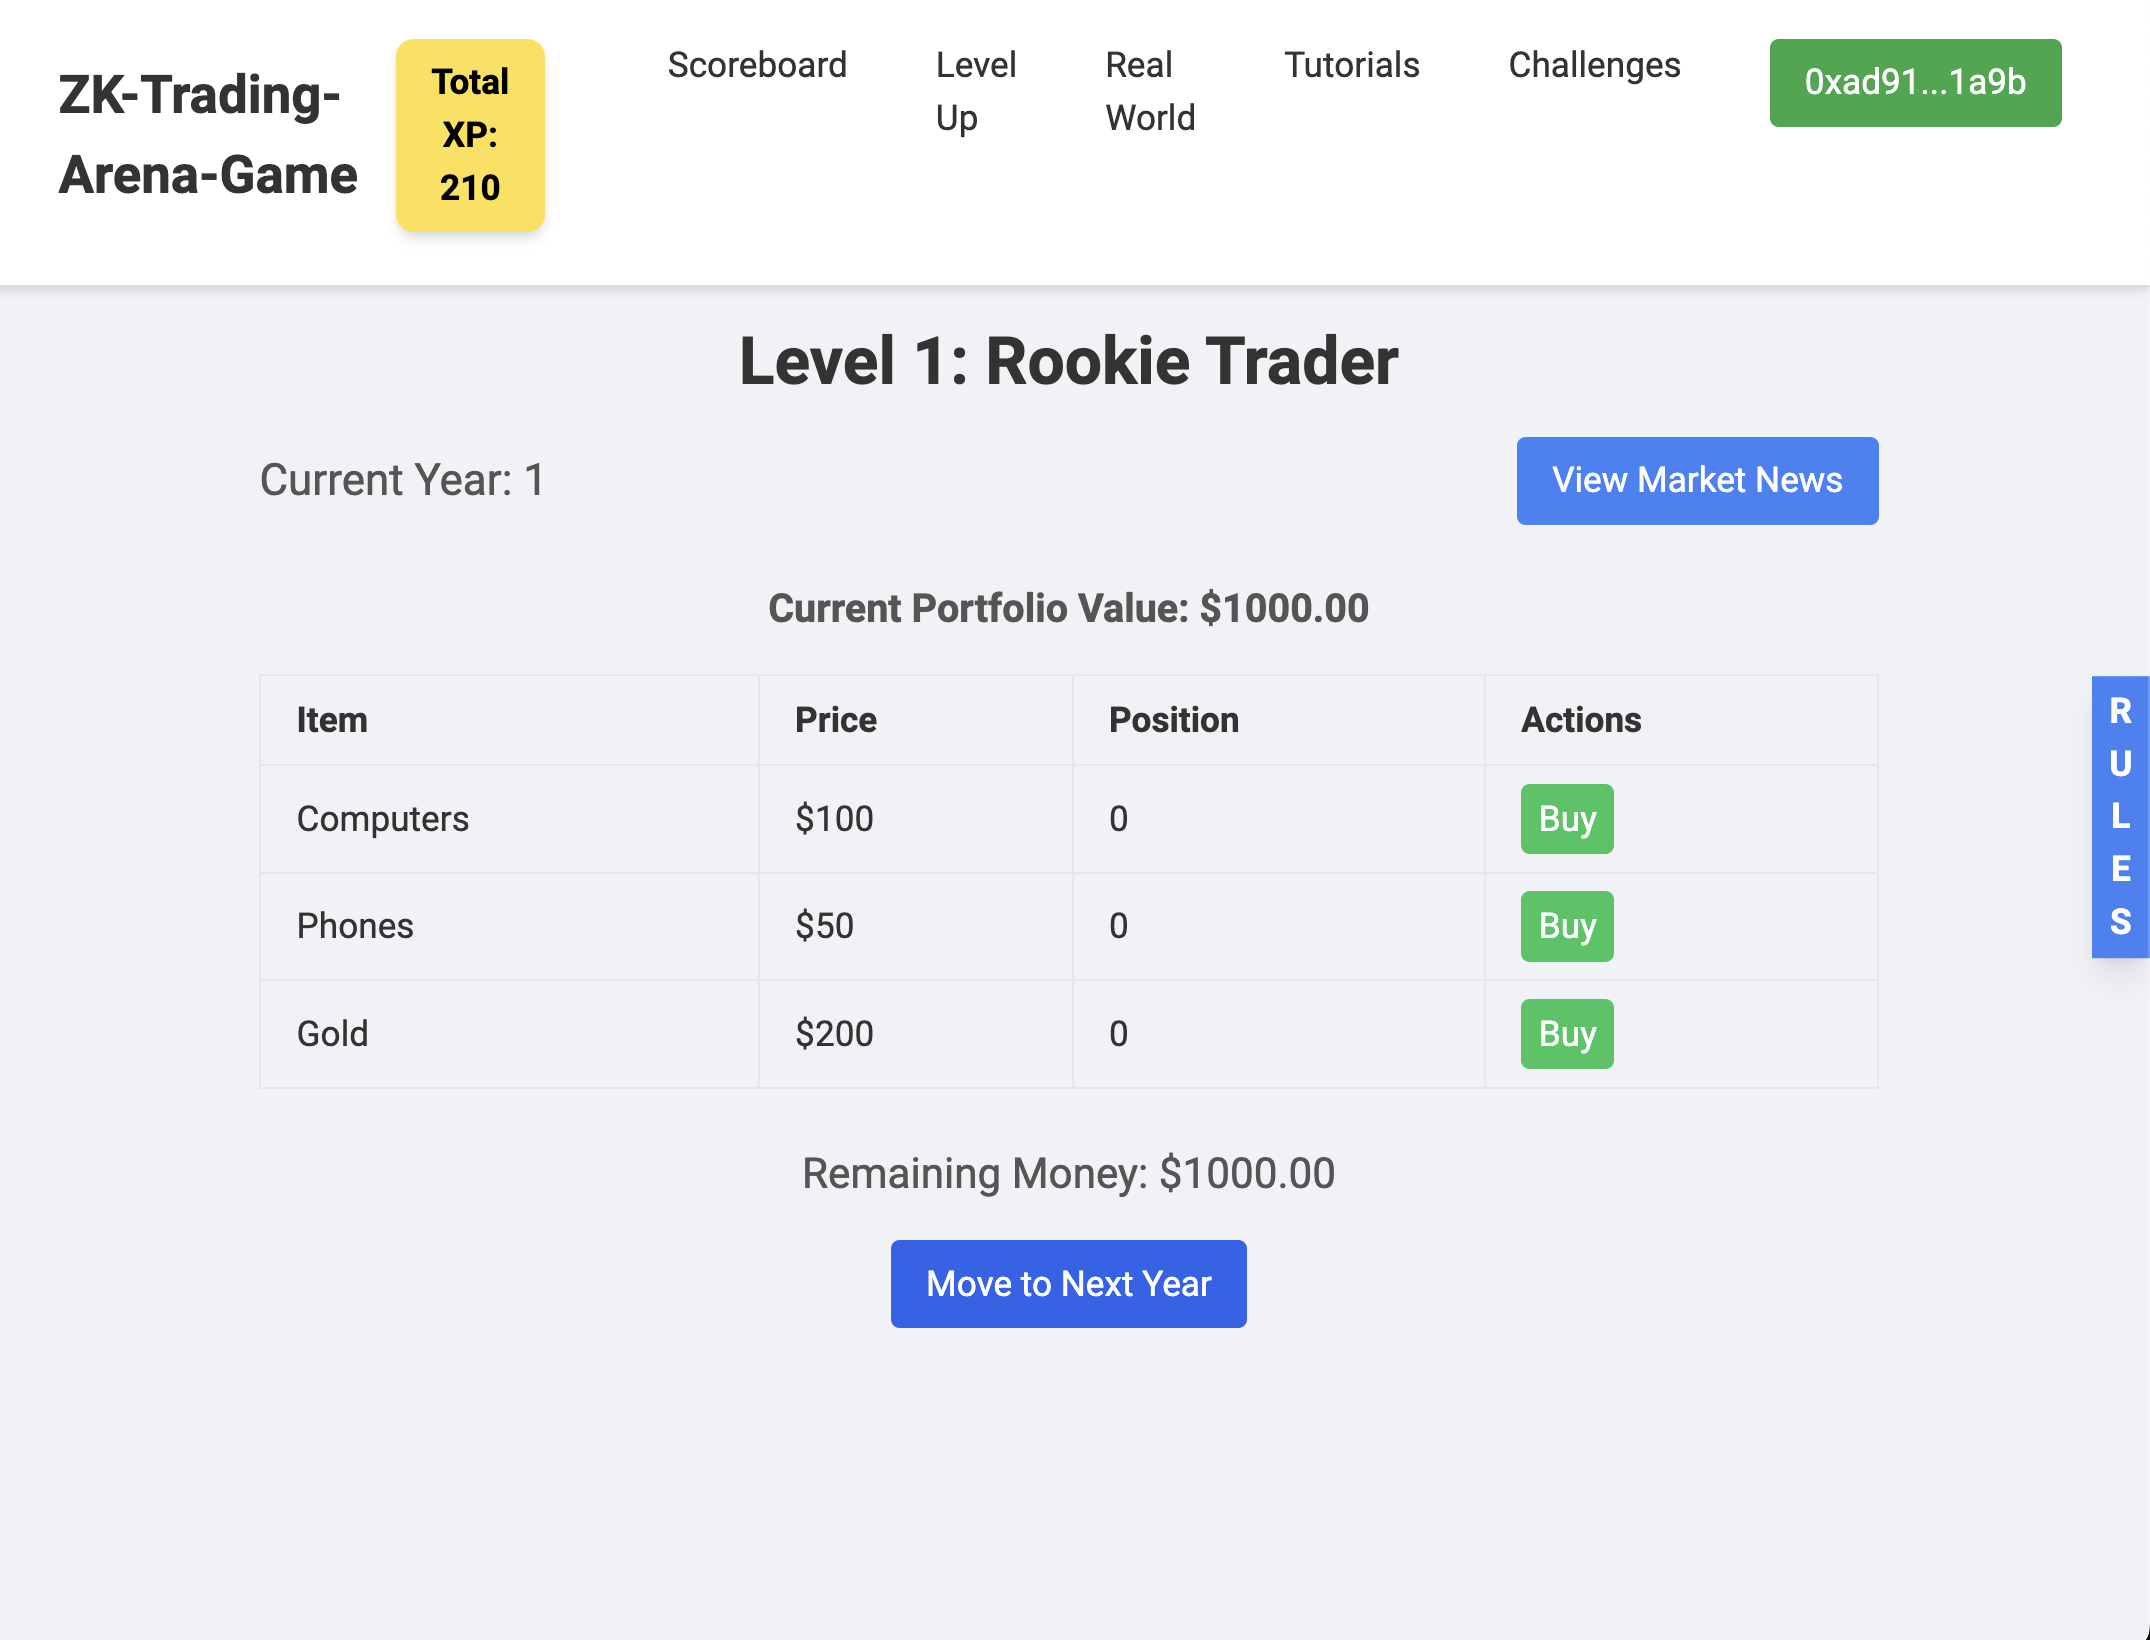 ZK-Trading-
Arena-Game
Total
XP:
210
Scoreboard
Level
Up
Real
World
Tutorials
Challenges
0xad91...1a9b
Level 1: Rookie Trader
Current Year: 1
View Market News
Current Portfolio Value: $1000.00
Item Price Position Actions
Computers $100 0 Buy
Phones $50 0 Buy
Gold $200 0 Buy
R
U
L
E
S
Remaining Money: $1000.00
Move to Next Year